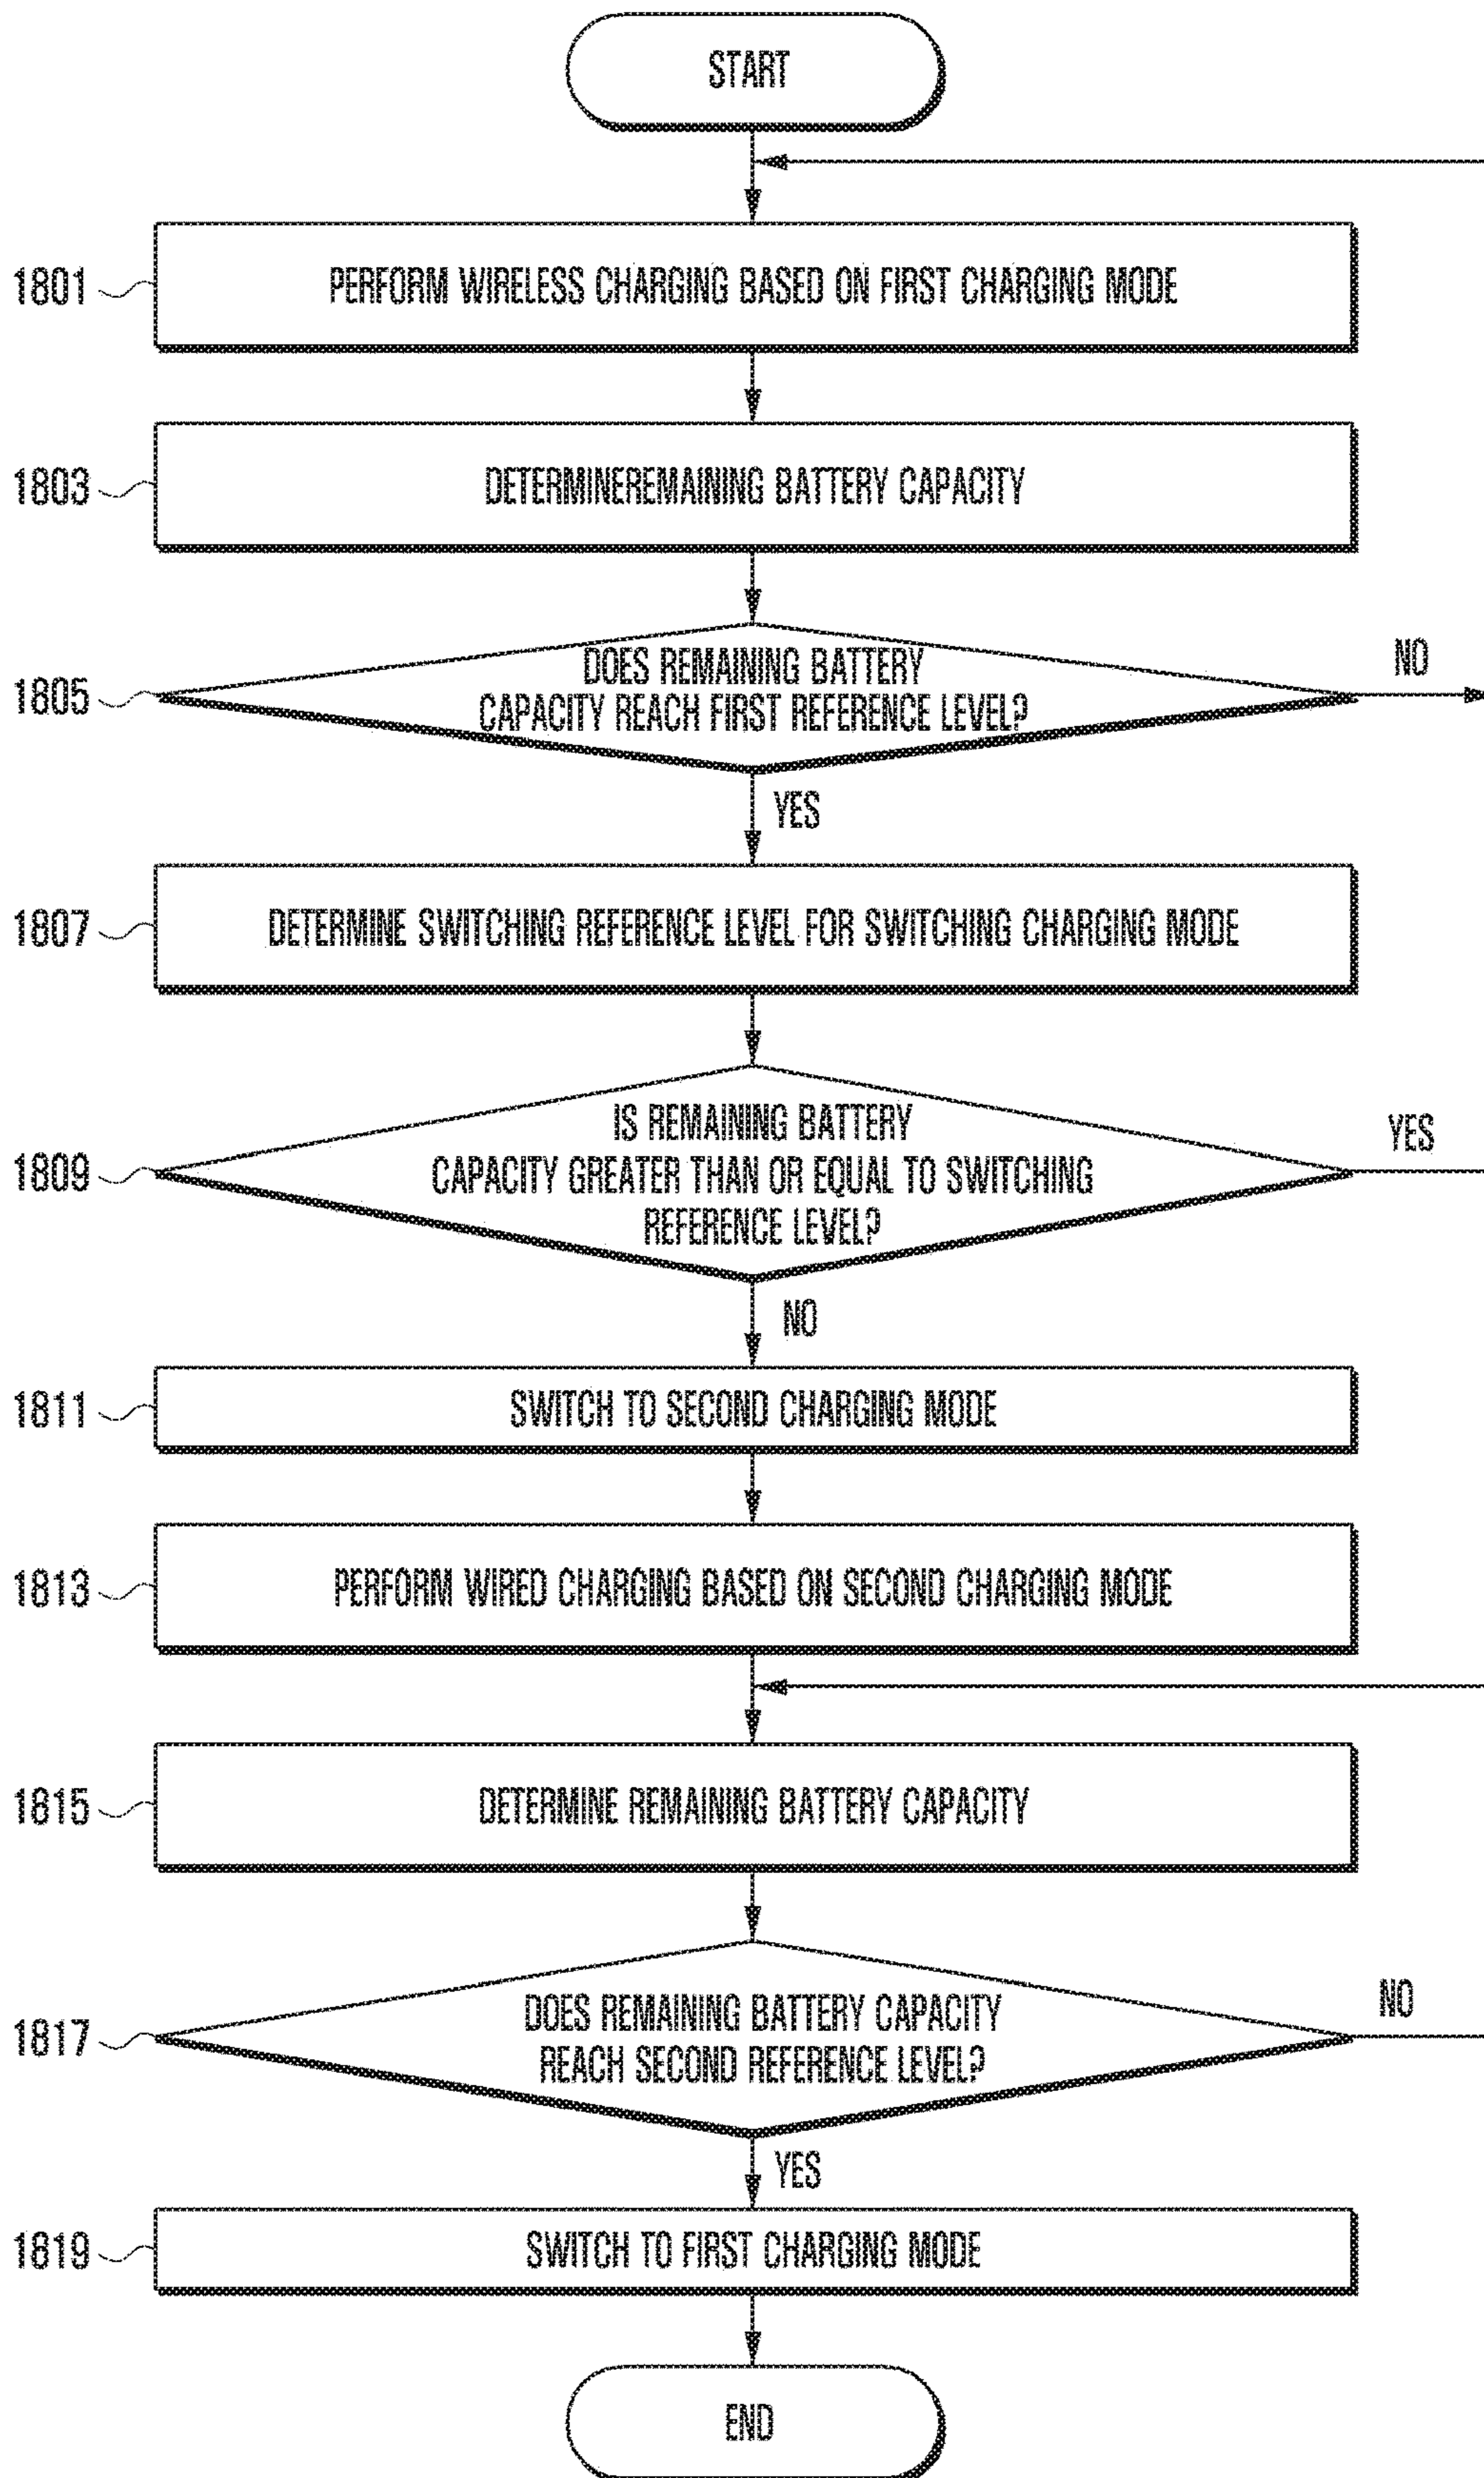 START
1801
PERFORM WIRELESS CHARGING BASED ON FIRST CHARGING MODE
1803
DETERMINEREMAINING BATTERY CAPACITY
DOES REMAINING BATTERY
NO
1805
CAPACITY REACH FIRST REFERENCE LEVEL?
YES
1807
DETERMINE SWITCHING REFERENCE LEVEL FOR SWITCHING CHARGING MODE
IS REMAINING BATTERY
YES
1809
CAPACITY GREATER THAN OR EQUAL TO SWITCHING
REFERENCE LEVEL?
NO
1811
SWITCH TO SECOND CHARGING MODE
1813
PERFORM WIRED CHARGING BASED ON SECOND CHARGING MODE
1815
DETERMINE REMAINING BATTERY CAPACITY
NO
DOES REMAINING BATTERY CAPACITY
1817
REACH SECOND REFERENCE LEVEL?
YES
1819
SWITCH TO FIRST CHARGING MODE
END